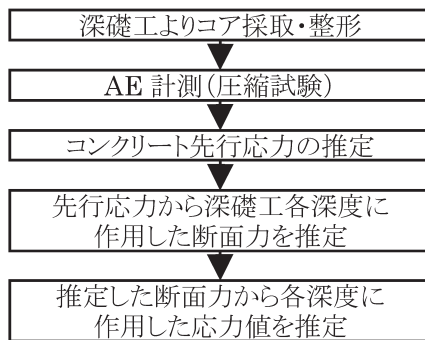 深礎工よりコア採取・整形
AE 計測（圧縮試験）
コンクリート先行応力の推定
先行応力から深礎工各深度に
作用した断面力を推定
推定した断面力から各深度に
作用した応力値を推定